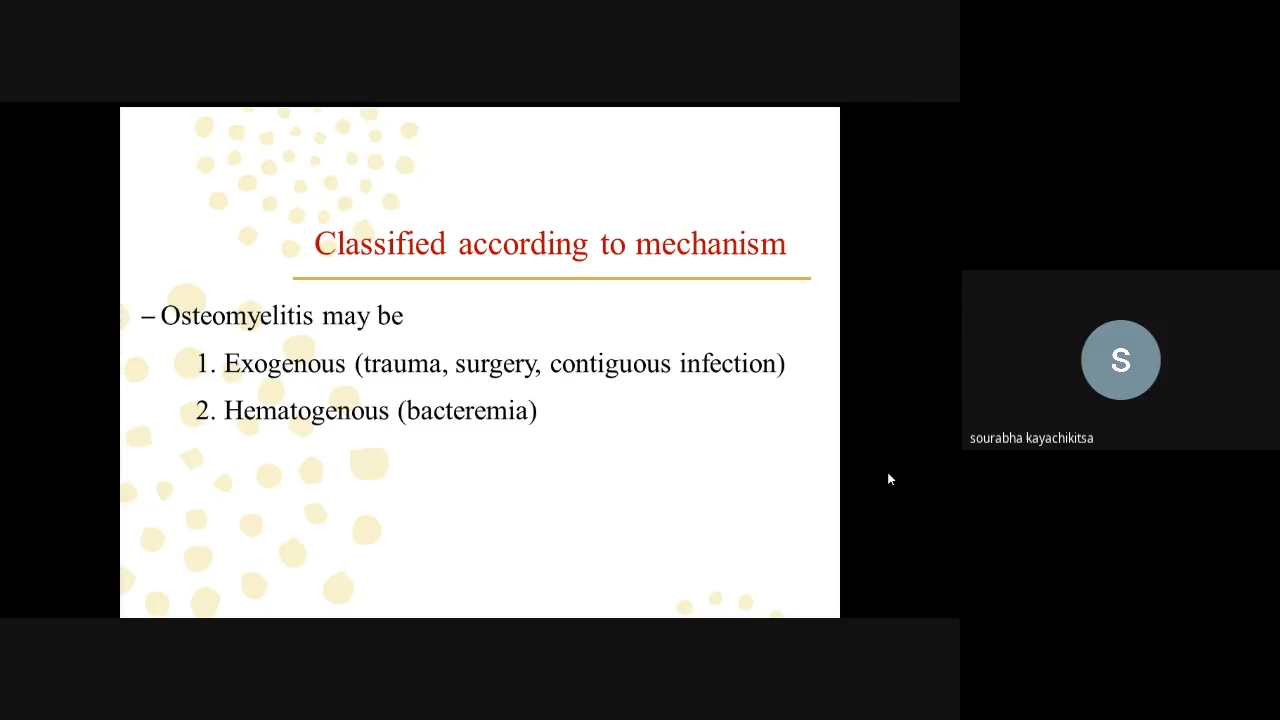 Classified according to mechanism
– Osteomyelitis may be
1. Exogenous (trauma, surgery, contiguous infection)
2. Hematogenous (bacteremia)
S
sourabha kayachikitsa